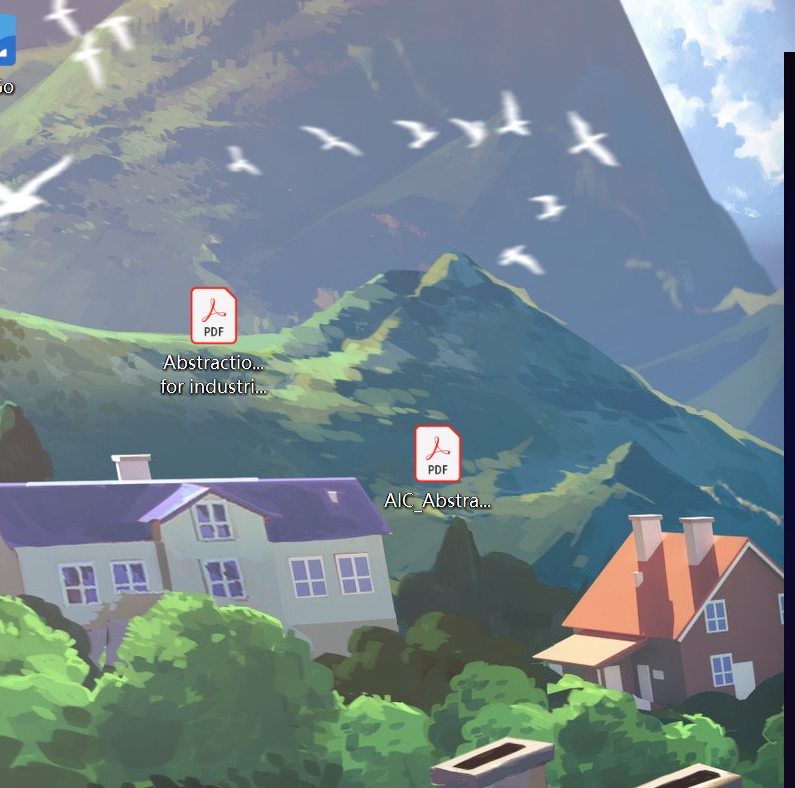 Go
PDF
Abstractio...
for industri...
PDF
AIC_Abstra...